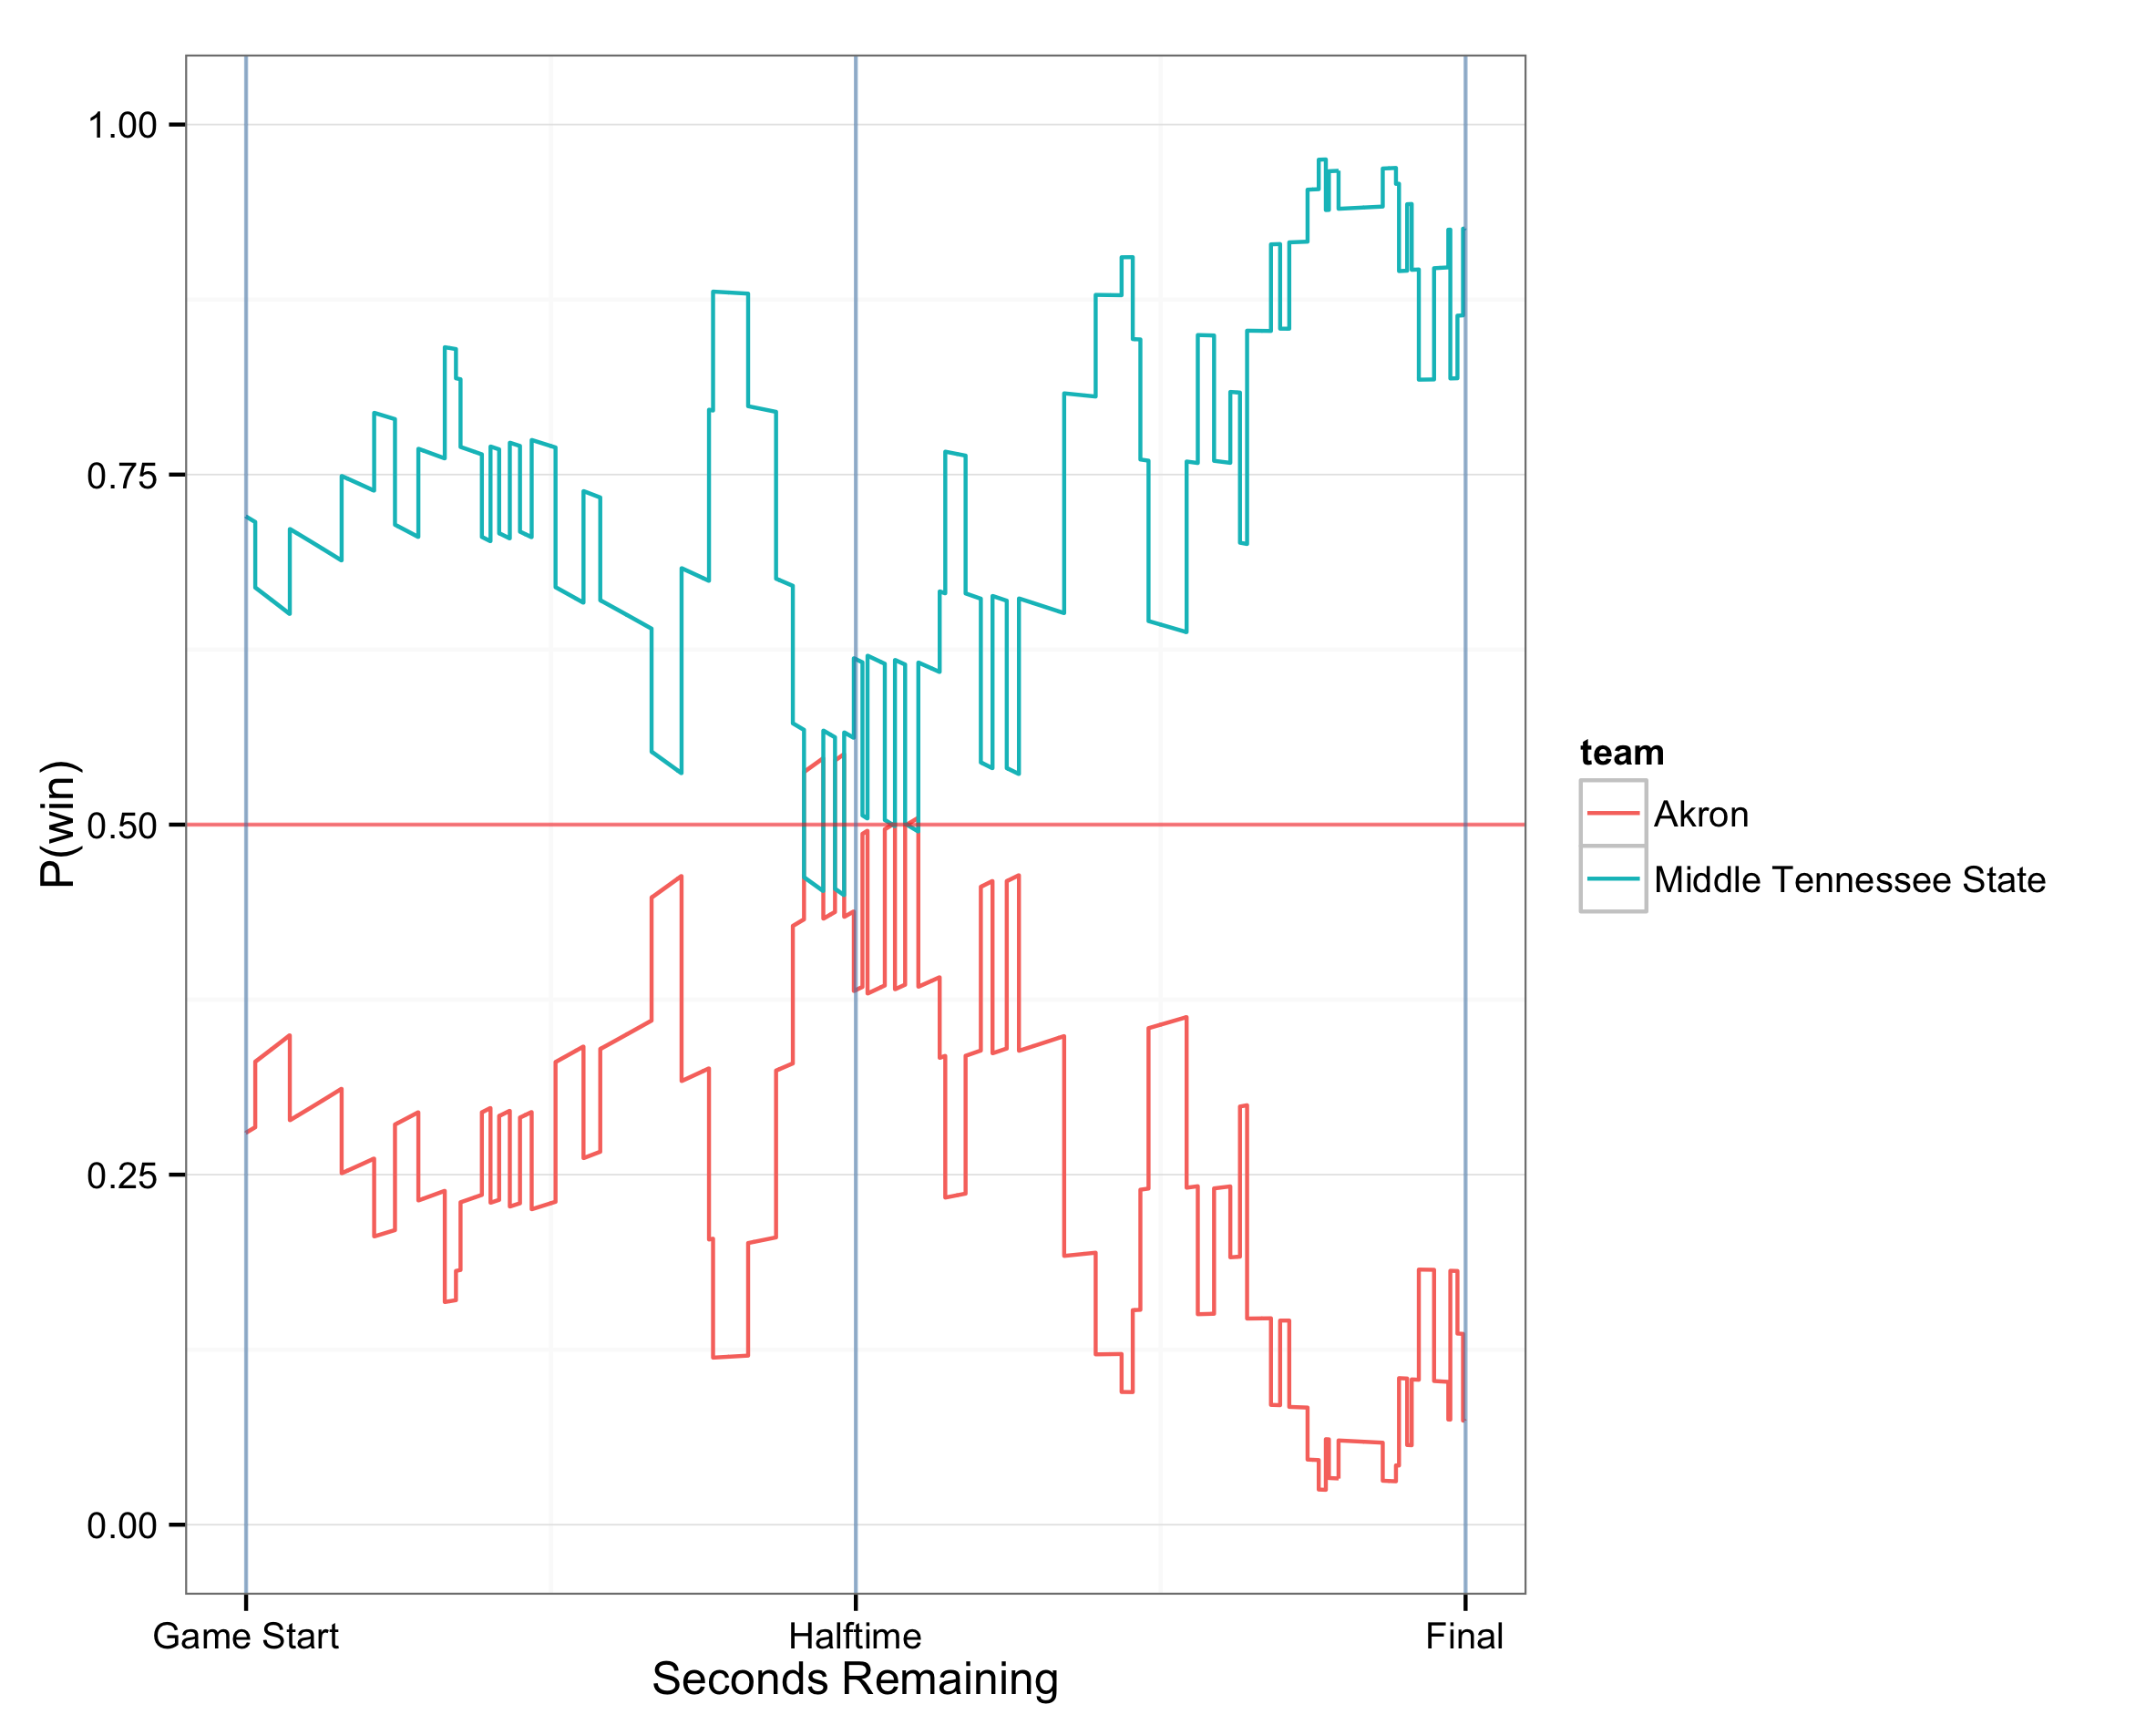 1.00
0.75
0.50
0.25
0.00
P(win)
Game Start
Halftime
Final
Seconds Remaining
team
Akron
Middle Tennessee State